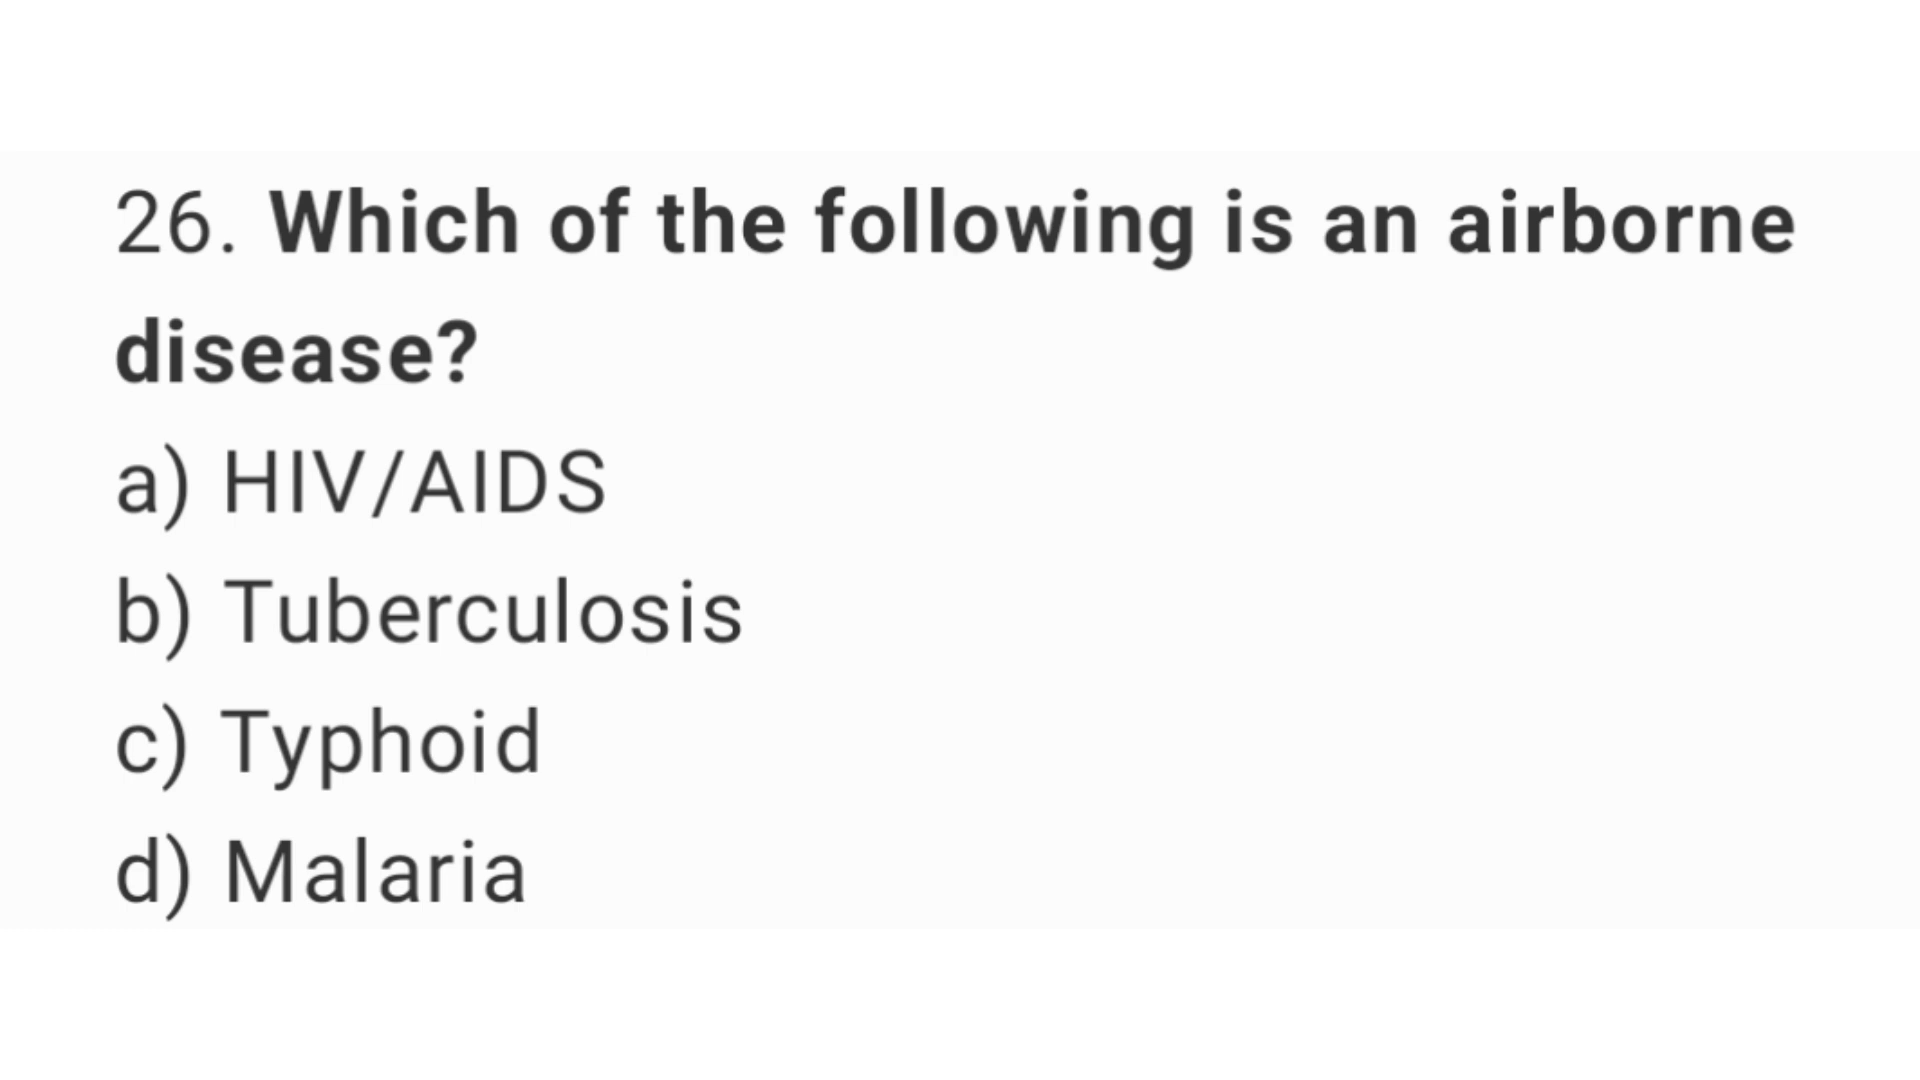 26. Which of the following is an airborne
disease?
a) HIV/AIDS
b) Tuberculosis
c) Typhoid
d) Malaria